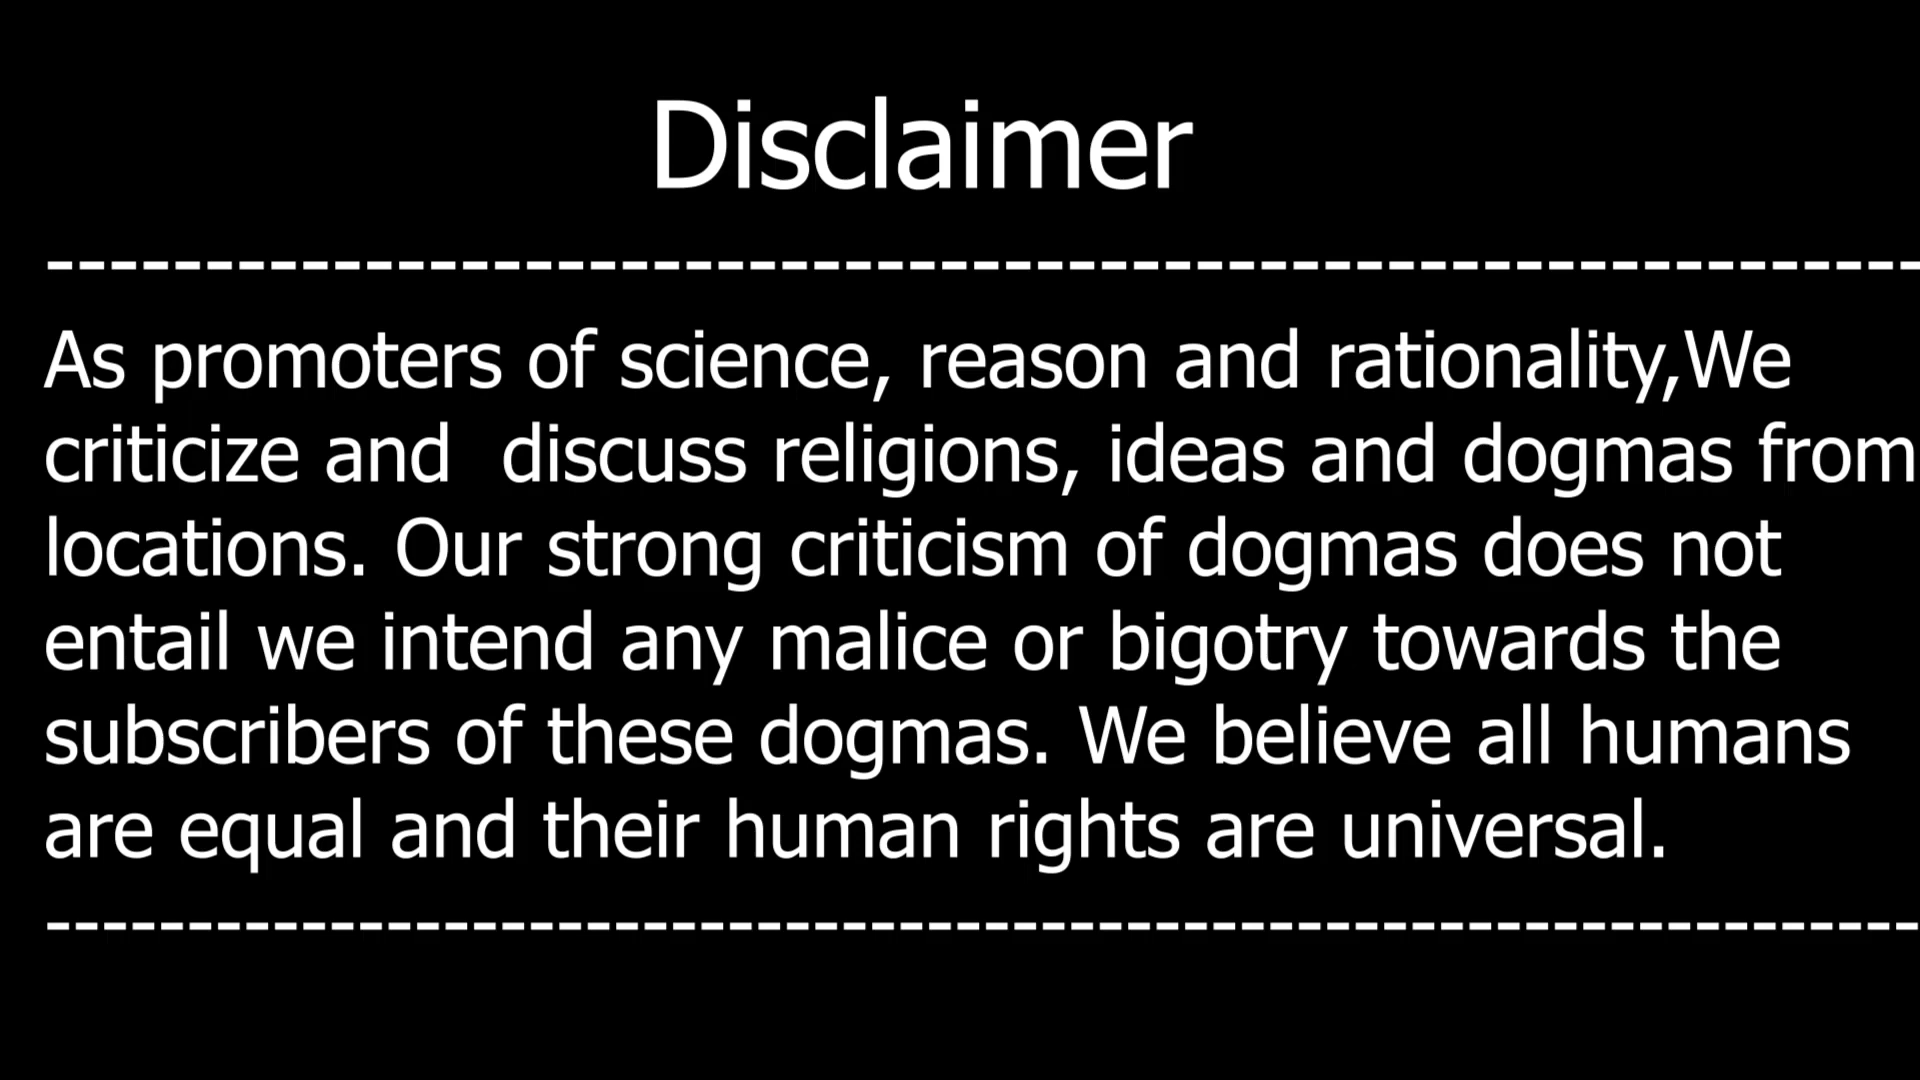 Disclaimer
-----------------------------------------------------------
As promoters of science, reason and rationality,We
criticize and  discuss religions, ideas and dogmas from
locations. Our strong criticism of dogmas does not
entail we intend any malice or bigotry towards the
subscribers of these dogmas. We believe all humans
are equal and their human rights are universal.
------------------------------------------------------------------